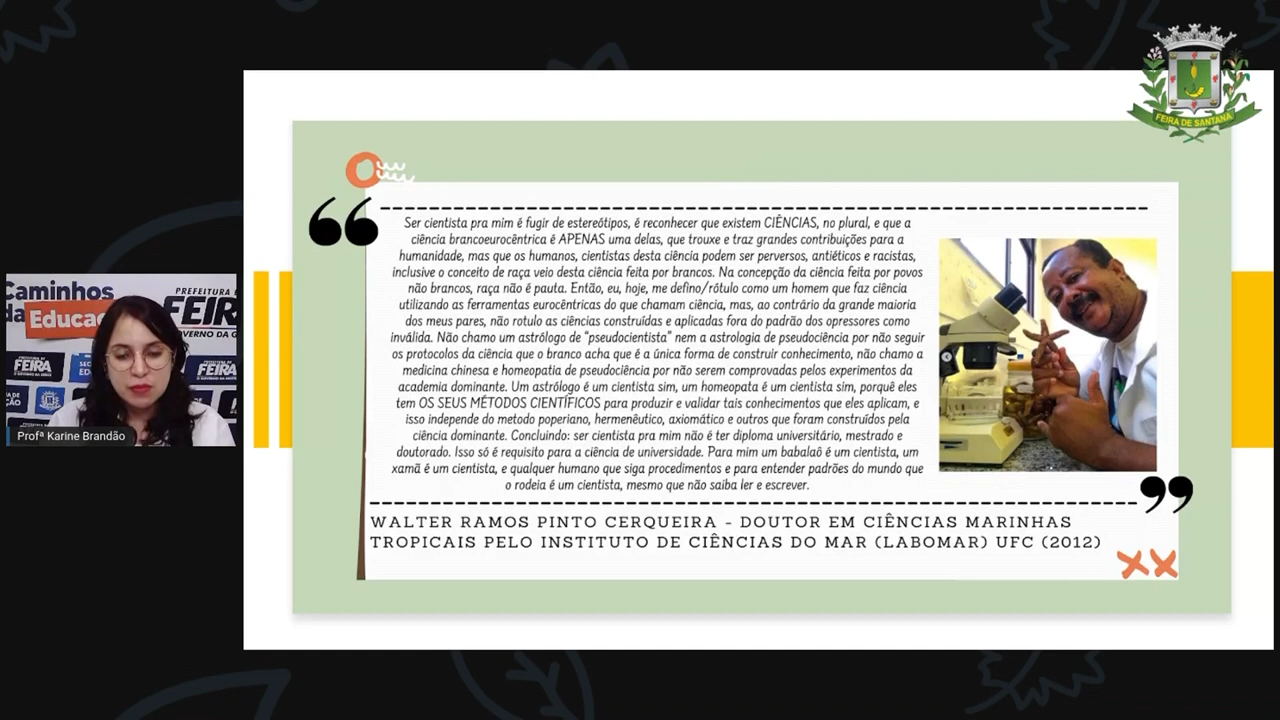 FEIRA DE SANTANA
Ser cientista pra mim é fugir de estereótipos, é reconhecer que existem CIÊNCIAS, no plural, e que a
ciência brancoeurocêntrica é APENAS uma delas, que trouxe e traz grandes contribuições para a
humanidade, mas que os humanos, cientistas desta ciência podem ser perversos, antiéticos e racistas,
inclusive o conceito de raça veio desta ciência feita por brancos. Na concepção da ciência feita por povos
não brancos, raça não é pauta. Então, eu, hoje, me defino/rótulo como um homem que faz ciência
utilizando as ferramentas eurocêntricas do que chamam ciência, mas, ao contrário da grande maioria
dos meus pares, não rotulo as ciências construídas e aplicadas fora do padrão dos opressores como
inválida. Não chamo um astrólogo de "pseudocientista" nem a astrologia de pseudociência por não seguir
os protocolos da ciência que o branco acha que é a única forma de construir conhecimento, não chamo a
medicina chinesa e homeopatia de pseudociência por não serem comprovadas pelos experimentos da
academia dominante. Um astrólogo é um cientista sim, um homeopata é um cientista sim, porquê eles
tem OS SEUS MÉTODOS CIENTÍFICOS para produzir e validar tais conhecimentos que eles aplicam, e
isso independe do metodo poperiano, hermenêutico, axiomático e outros que foram construídos pela
ciência dominante. Concluindo: ser cientista pra mim não é ter diploma universitário, mestrado e
doutorado. Isso só é requisito para a ciência de universidade. Para mim um babalaô é um cientista, um
xamã é um cientista, e qualquer humano que siga procedimentos e para entender padrões do mundo que
o rodeia é um cientista, mesmo que não saiba ler e escrever.
WALTER RAMOS PINTO CERQUEIRA - DOUTOR EM CIÊNCIAS MARINHAS
TROPICAIS PELO INSTITUTO DE CIÊNCIAS DO MAR (LABOMAR) UFC (2012)
Caminhos
da Educa
PREFEITURA
FEIR
GOVERNO DA
FEIRA
FEIRA
Profª Karine Brandão